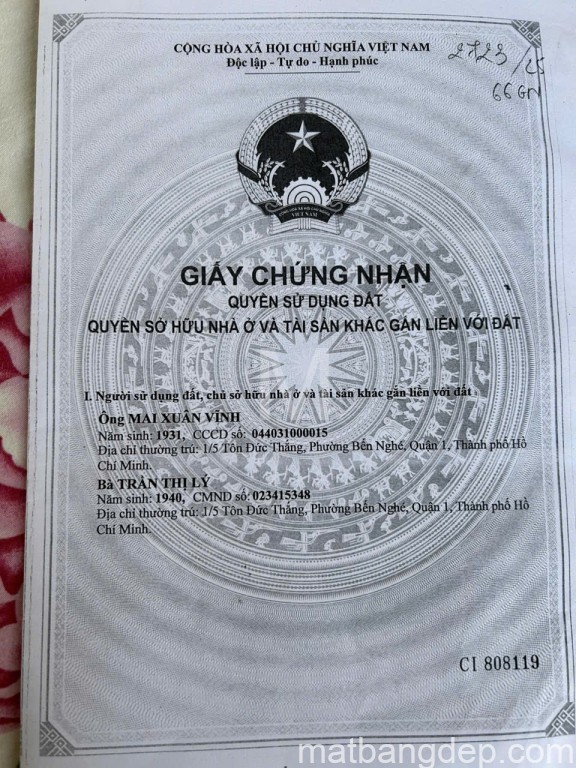 CỘNG HÒA XÃ HỘI CHỦ NGHĨA VIỆT NAM
Độc lập - Tự do - Hạnh phúc
2723/25
66 GN
VIỆT NAM
GIẤY CHỨNG NHẬN
QUYỀN SỬ DỤNG ĐẤT
QUYỀN SỞ HỮU NHÀ Ở VÀ TÀI SẢN KHÁC GẮN LIỀN VỚI ĐẤT
I. Người sử dụng đất, chủ sở hữu nhà ở và tài sản khác gắn liền với đất
Ông MAI XUÂN VĨNH
Năm sinh: 1931, CCCD số: 044031000015
Địa chỉ thường trú: 1/5 Tôn Đức Thắng, Phường Bến Nghé, Quận 1, Thành phố Hồ
Chí Minh.
Bà TRẦN THỊ LÝ
Năm sinh: 1940, CMND số: 023415348
Địa chỉ thường trú: 1/5 Tôn Đức Thắng, Phường Bến Nghé, Quận 1, Thành phố Hồ
Chí Minh.
CI 808119
matbangdep.com